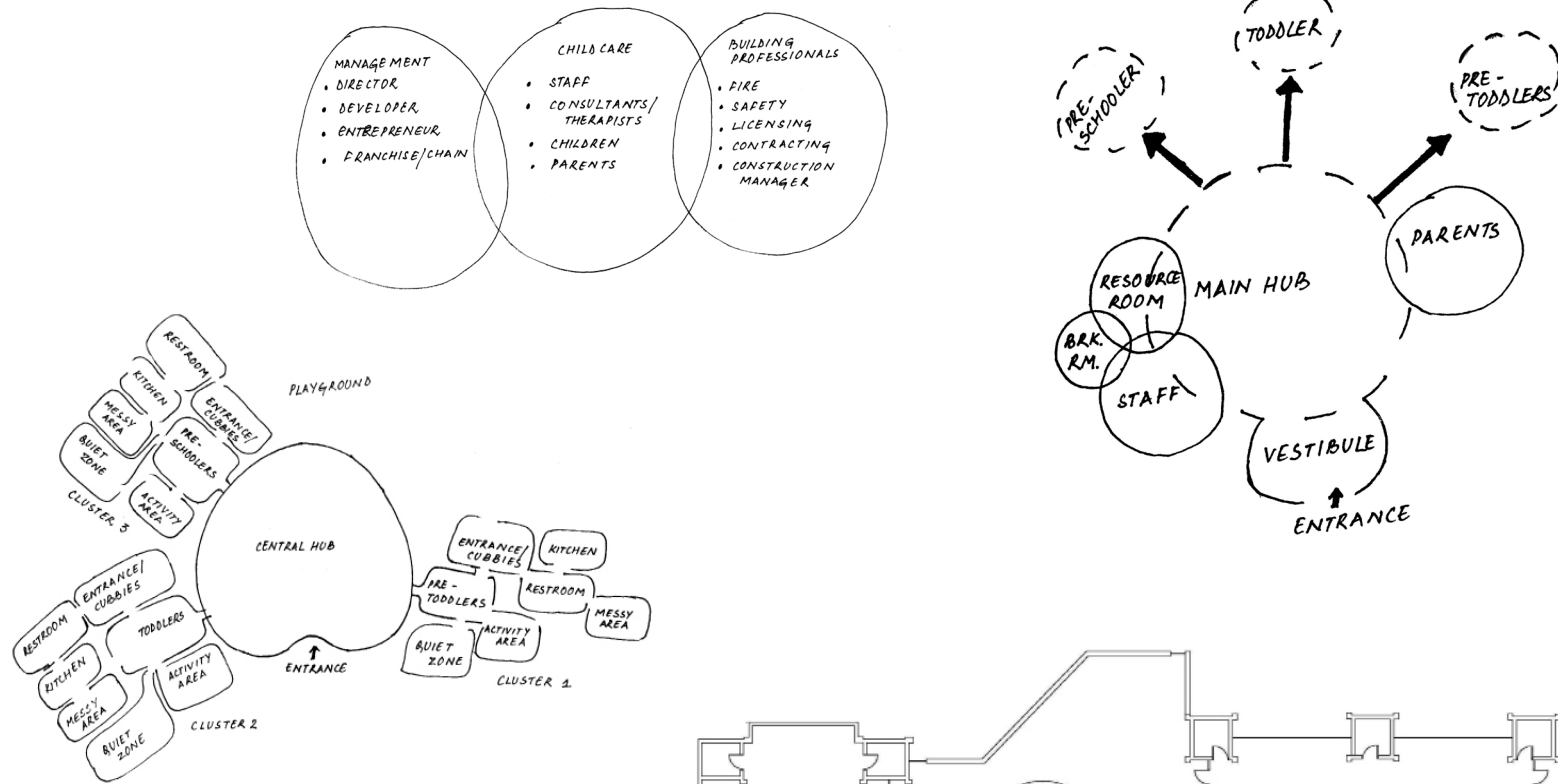 MANAGEMENT
• DIRECTOR
• DEVELOPER
• ENTREPRENEUR
• FRANCHISE/CHAIN
CHILD CARE
• STAFF
• CONSULTANTS/
THERAPISTS
• CHILDREN
• PARENTS
BUILDING
PROFESSIONALS
• FIRE
• SAFETY
• LICENSING
• CONTRACTING
• CONSTRUCTION
MANAGER
PRE-
SCHOOLER
TODDLER
PRE-
TODDLERS
PARENTS
RESOURCE
ROOM
MAIN HUB
BRK.
RM.
STAFF
VESTIBULE
ENTRANCE
PLAYGROUND
RESTROOM
KITCHEN
ENTRANCE/
CUBBIES
MESSY
AREA
PRE-
SCHOOLERS
QUIET
ZONE
ACTIVITY
AREA
CLUSTER 3
CENTRAL HUB
ENTRANCE
ENTRANCE/
CUBBIES
KITCHEN
PRE-
TODDLERS
RESTROOM
MESSY
AREA
ACTIVITY
AREA
QUIET
ZONE
CLUSTER 1
ENTRANCE/
CUBBIES
RESTROOM
TODDLERS
KITCHEN
ACTIVITY
AREA
MESSY
AREA
QUIET
ZONE
CLUSTER 2